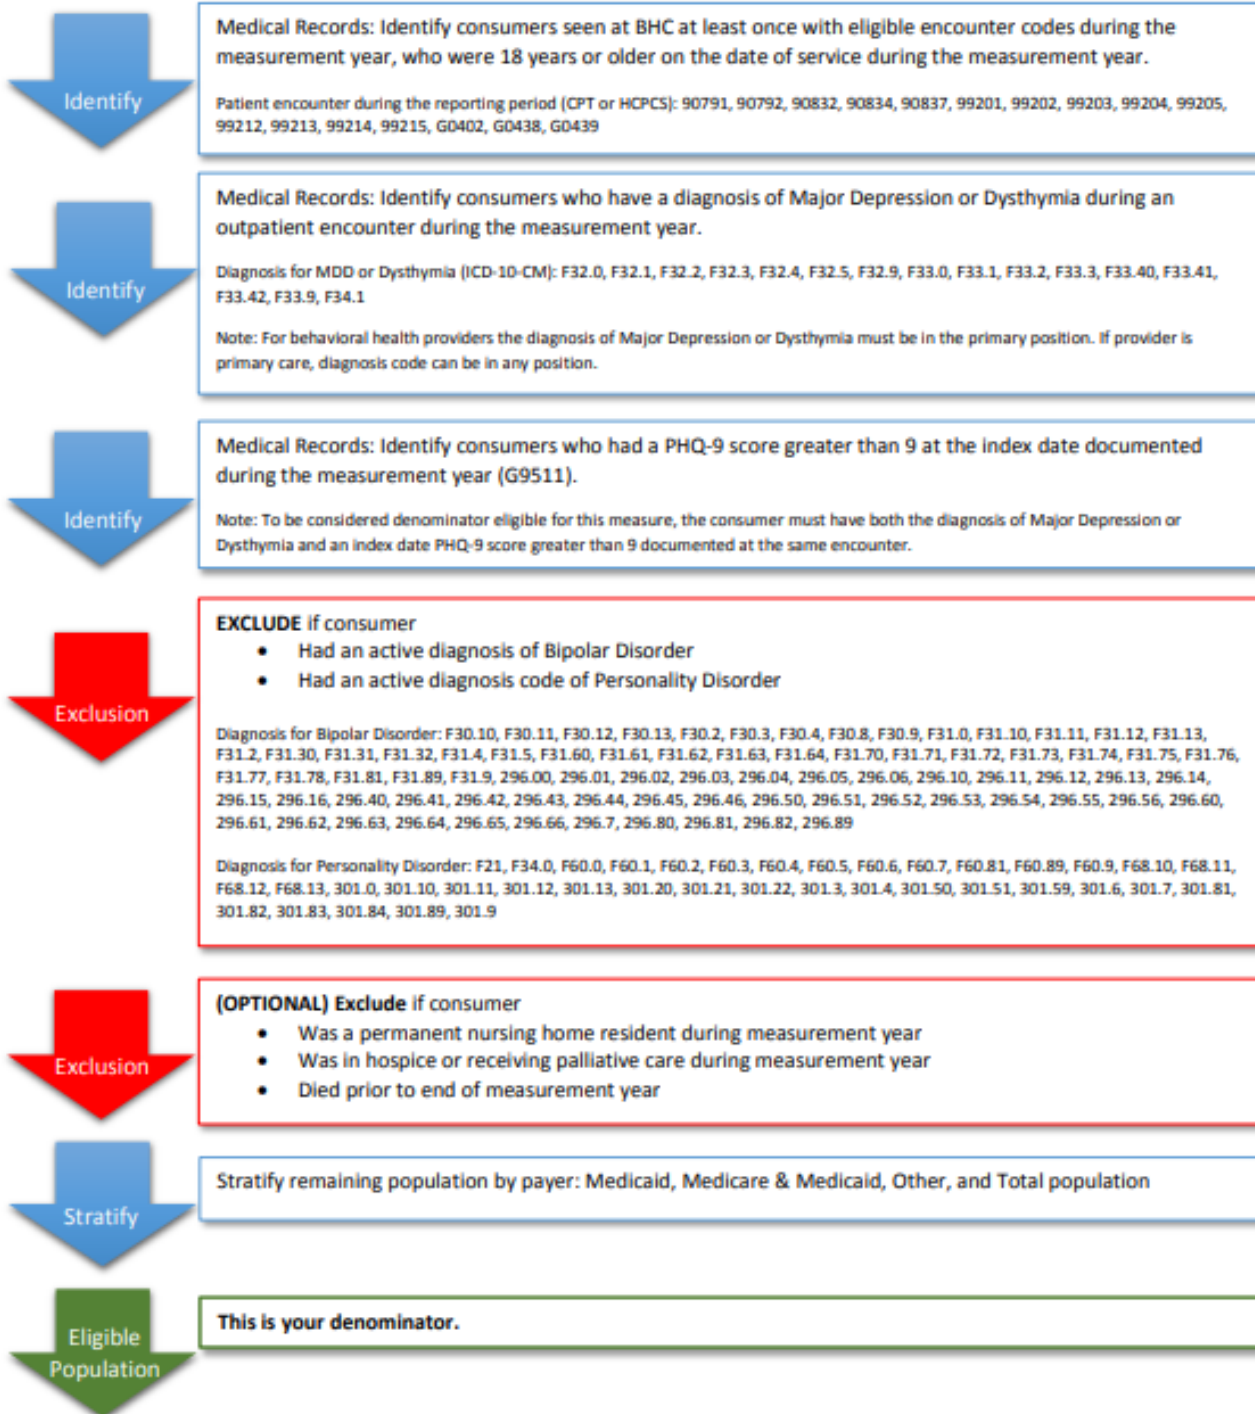 Identify
Medical Records: Identify consumers seen at BHC at least once with eligible encounter codes during the
measurement year, who were 18 years or older on the date of service during the measurement year.
Patient encounter during the reporting period (CPT or HCPCS): 90791, 90792, 90832, 90834, 90837, 99201, 99202, 99203, 99204, 99205,
99212, 99213, 99214, 99215, G0402, G0438, G0439
Identify
Medical Records: Identify consumers who have a diagnosis of Major Depression or Dysthymia during an
outpatient encounter during the measurement year.
Diagnosis for MDD or Dysthymia (ICD-10-CM): F32.0, F32.1, F32.2, F32.3, F32.4, F32.5, F32.9, F33.0, F33.1, F33.2, F33.3, F33.40, F33.41,
F33.42, F33.9, F34.1
Note: For behavioral health providers the diagnosis of Major Depression or Dysthymia must be in the primary position. If provider is
primary care, diagnosis code can be in any position.
Identify
Medical Records: Identify consumers who had a PHQ-9 score greater than 9 at the index date documented
during the measurement year (G9511).
Note: To be considered denominator eligible for this measure, the consumer must have both the diagnosis of Major Depression or
Dysthymia and an index date PHQ-9 score greater than 9 documented at the same encounter.
Exclusion
EXCLUDE if consumer
• Had an active diagnosis of Bipolar Disorder
• Had an active diagnosis code of Personality Disorder
Diagnosis for Bipolar Disorder: F30.10, F30.11, F30.12, F30.13, F30.2, F30.3, F30.4, F30.8, F30.9, F31.0, F31.10, F31.11, F31.12, F31.13,
F31.2, F31.30, F31.31, F31.32, F31.4, F31.5, F31.60, F31.61, F31.62, F31.63, F31.64, F31.70, F31.71, F31.72, F31.73, F31.74, F31.75, F31.76,
F31.77, F31.78, F31.81, F31.89, F31.9, 296.00, 296.01, 296.02, 296.03, 296.04, 296.05, 296.06, 296.10, 296.11, 296.12, 296.13, 296.14,
296.15, 296.16, 296.40, 296.41, 296.42, 296.43, 296.44, 296.45, 296.46, 296.50, 296.51, 296.52, 296.53, 296.54, 296.55, 296.56, 296.60,
296.61, 296.62, 296.63, 296.64, 296.65, 296.66, 296.7, 296.80, 296.81, 296.82, 296.89
Diagnosis for Personality Disorder: F21, F34.0, F60.0, F60.1, F60.2, F60.3, F60.4, F60.5, F60.6, F60.7, F60.81, F60.89, F60.9, F68.10, F68.11,
F68.12, F68.13, 301.0, 301.10, 301.11, 301.12, 301.13, 301.20, 301.21, 301.22, 301.3, 301.4, 301.50, 301.51, 301.59, 301.6, 301.7, 301.81,
301.82, 301.83, 301.84, 301.89, 301.9
Exclusion
(OPTIONAL) Exclude if consumer
• Was a permanent nursing home resident during measurement year
• Was in hospice or receiving palliative care during measurement year
• Died prior to end of measurement year
Stratify
Stratify remaining population by payer: Medicaid, Medicare & Medicaid, Other, and Total population
Eligible
Population
This is your denominator.